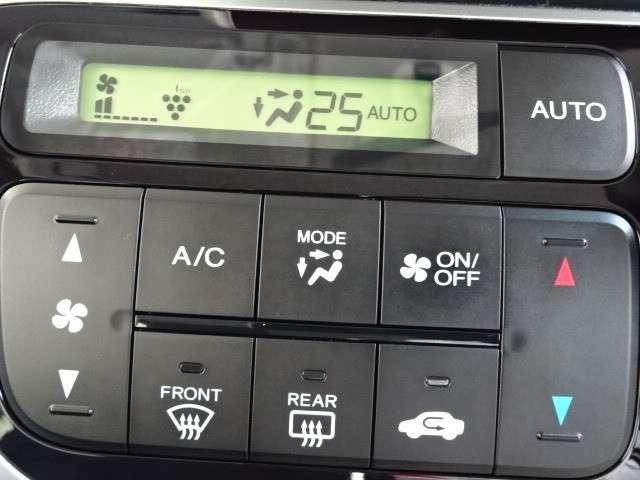 25 AUTO
AUTO
A/C
MODE
ON/
OFF
FRONT
REAR